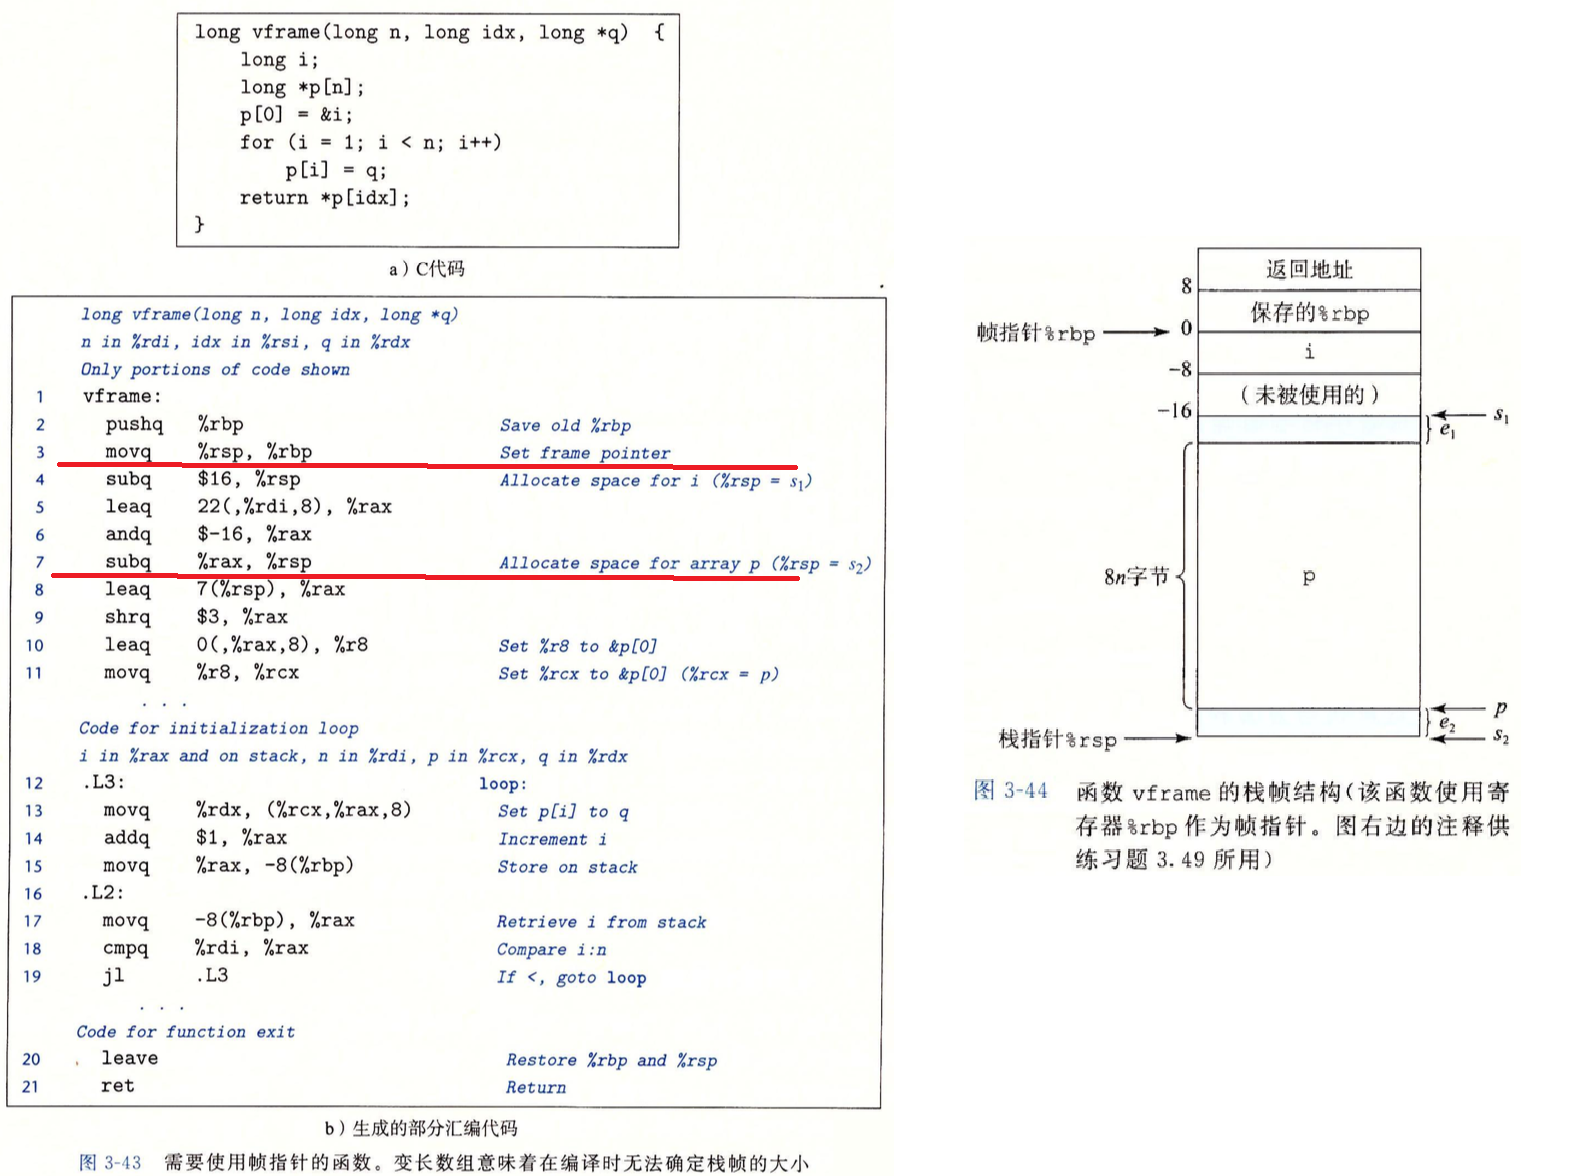 long vframe(long n, long idx, long *q)  {
    long i;
    long *p[n];
    p[0] = &i;
    for (i = 1; i < n; i++)
        p[i] = q;
    return *p[idx];
}
a）C代码
long vframe(long n, long idx, long *q)
n in %rdi, idx in %rsi, q in %rdx
Only portions of code shown
1 vframe:
2 pushq %rbp Save old %rbp
3 movq %rsp, %rbp Set frame pointer
4 subq $16, %rsp Allocate space for i (%rsp = s1)
5 leaq 22(,%rdi,8), %rax
6 andq $-16, %rax
7 subq %rax, %rsp Allocate space for array p (%rsp = s2)
8 leaq 7(%rsp), %rax
9 shrq $3, %rax
10 leaq 0(,%rax,8), %r8 Set %r8 to &p[0]
11 movq %r8, %rcx Set %rcx to &p[0] (%rcx = p)
. . .
Code for initialization loop
i in %rax and on stack, n in %rdi, p in %rcx, q in %rdx
12 .L3: loop:
13 movq %rdx, (%rcx,%rax,8) Set p[i] to q
14 addq $1, %rax Increment i
15 movq %rax, -8(%rbp) Store on stack
16 .L2:
17 movq -8(%rbp), %rax Retrieve i from stack
18 cmpq %rdi, %rax Compare i:n
19 jl .L3 If <, goto loop
. . .
Code for function exit
20 leave Restore %rbp and %rsp
21 ret Return
b）生成的部分汇编代码
图 3-43 需要使用帧指针的函数。变长数组意味着在编译时无法确定栈帧的大小
返回地址
8
保存的%rbp
帧指针%rbp 0
i
-8
（未被使用的）
-16 s1
e1
8n字节 p
p
e2
栈指针%rsp s2
图 3-44 函数 vframe 的栈帧结构(该函数使用寄
存器%rbp 作为帧指针。图右边的注释供
练习题 3.49 所用)